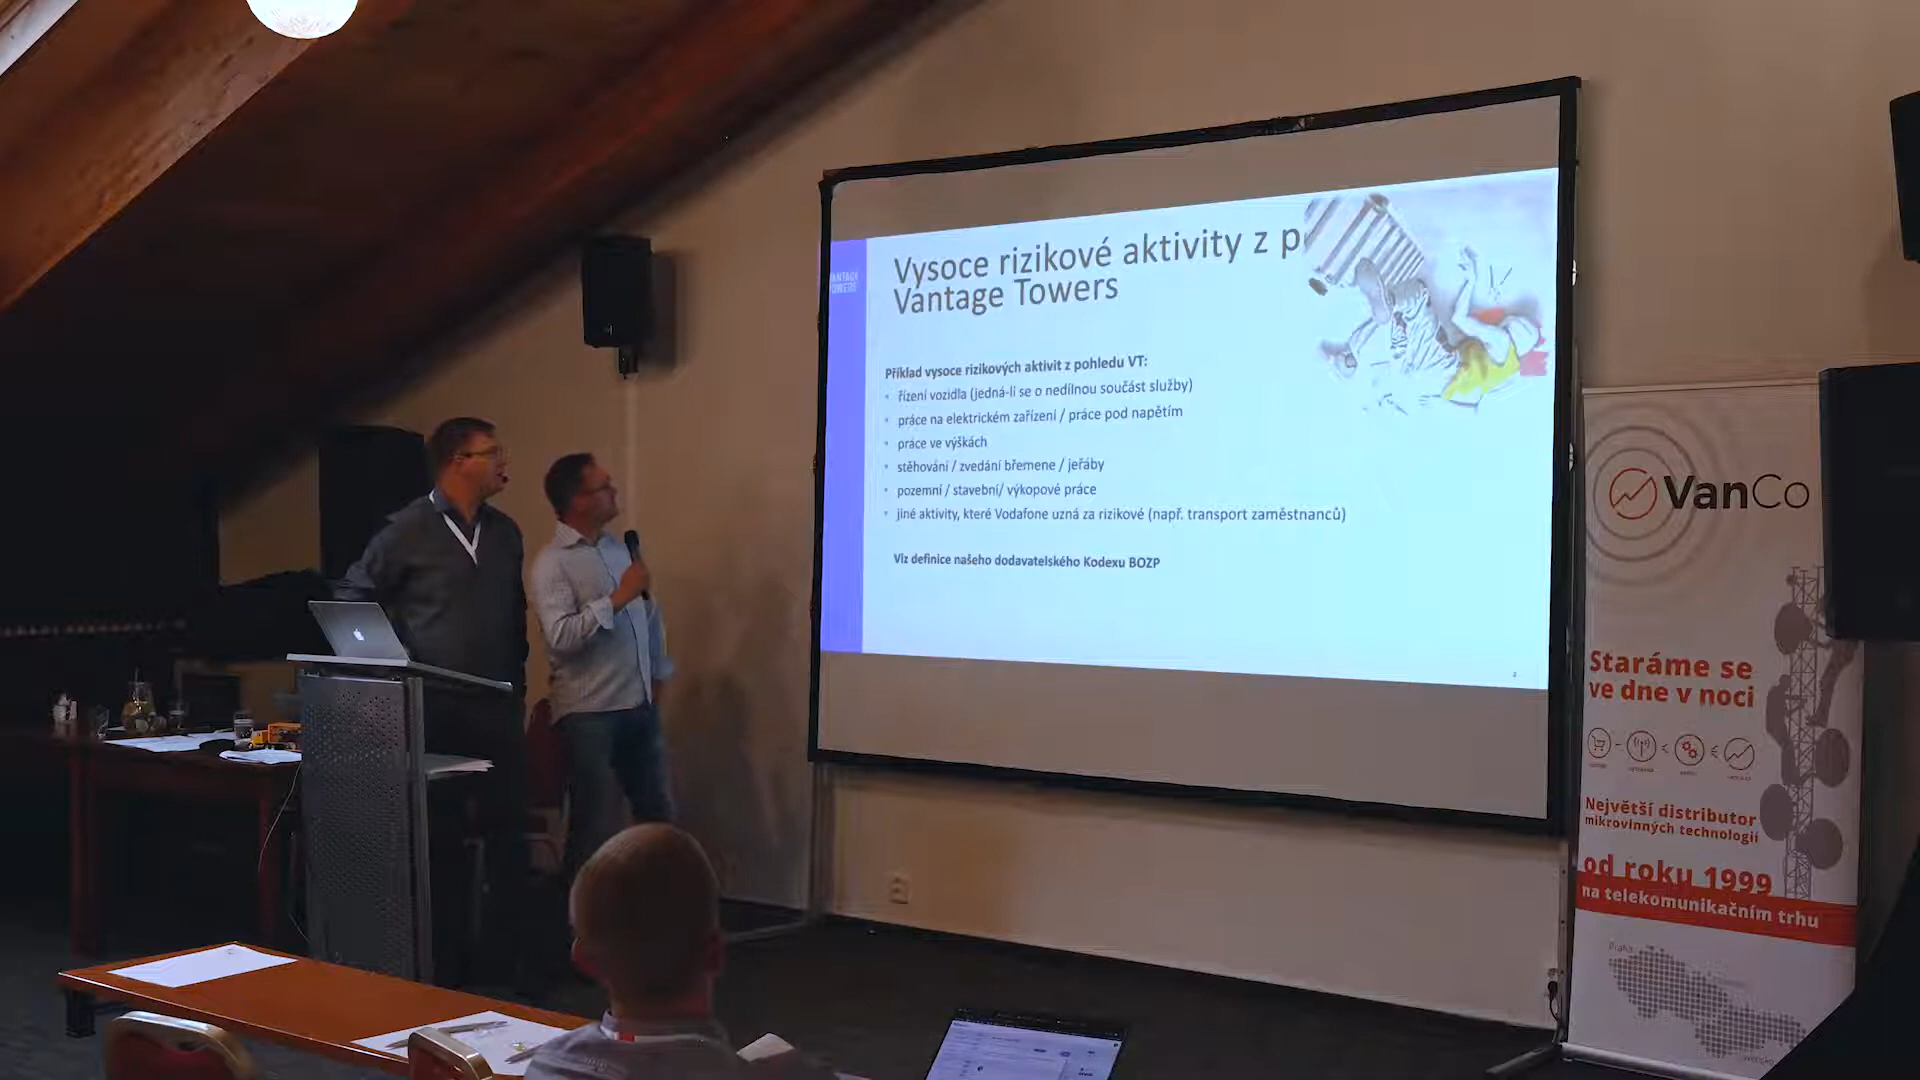 VANTAGE
TOWERS
Vysoce rizikové aktivity z p
Vantage Towers
Příklad vysoce rizikových aktivit z pohledu VT:
• řízení vozidla (jedná-li se o nedílnou součást služby)
• práce na elektrickém zařízení / práce pod napětím
• práce ve výškách
• stěhování / zvedání břemene / jeřáby
• pozemní / stavební/ výkopové práce
• jiné aktivity, které Vodafone uzná za rizikové (např. transport zaměstnanců)
Viz definice našeho dodavatelského Kodexu BOZP
VanCo
Staráme se
ve dne v noci
Největší distributor
mikrovlnných technologií
od roku 1999
na telekomunikačním trhu
Praha